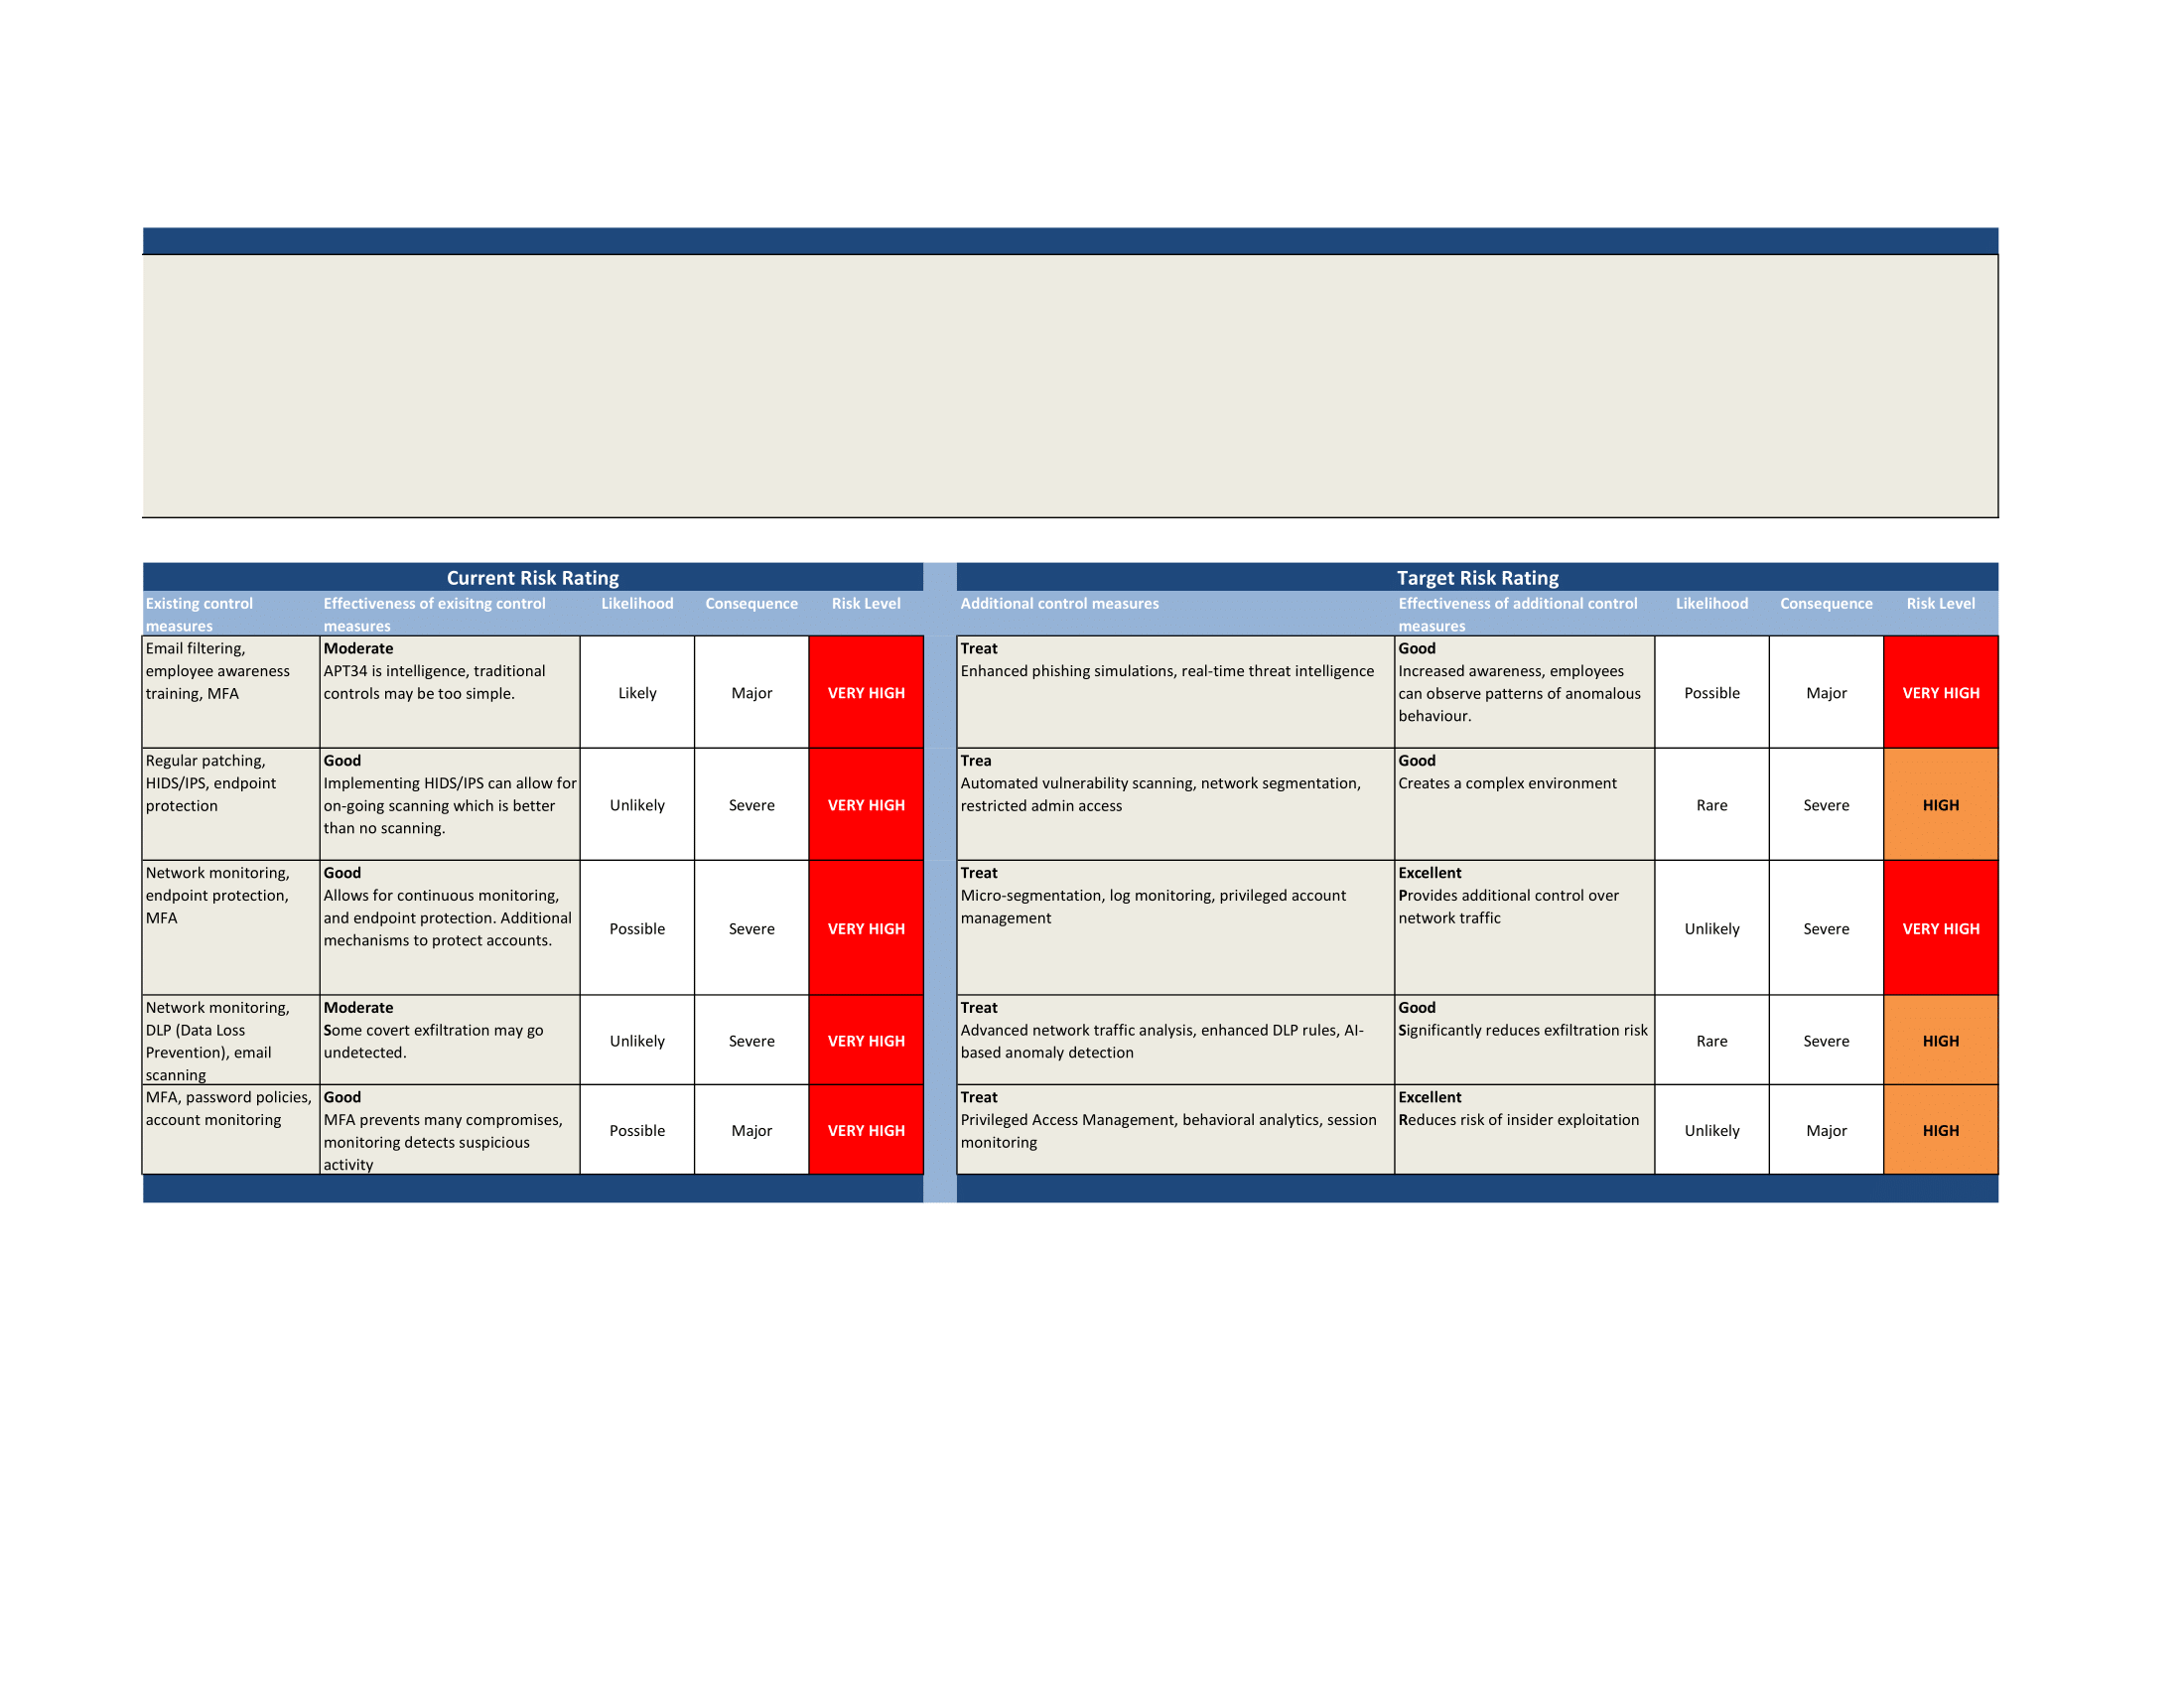 Current Risk Rating
Target Risk Rating
Existing control
measures
Effectiveness of exisitng control
measures
Likelihood
Consequence
Risk Level
Additional control measures
Effectiveness of additional control
measures
Likelihood
Consequence
Risk Level
Email filtering,
employee awareness
training, MFA
Moderate
APT34 is intelligence, traditional
controls may be too simple.
Likely
Major
VERY HIGH
Treat
Enhanced phishing simulations, real-time threat intelligence
Good
Increased awareness, employees
can observe patterns of anomalous
behaviour.
Possible
Major
VERY HIGH
Regular patching,
HIDS/IPS, endpoint
protection
Good
Implementing HIDS/IPS can allow for
on-going scanning which is better
than no scanning.
Unlikely
Severe
VERY HIGH
Trea
Automated vulnerability scanning, network segmentation,
restricted admin access
Good
Creates a complex environment
Rare
Severe
HIGH
Network monitoring,
endpoint protection,
MFA
Good
Allows for continuous monitoring,
and endpoint protection. Additional
mechanisms to protect accounts.
Possible
Severe
VERY HIGH
Treat
Micro-segmentation, log monitoring, privileged account
management
Excellent
Provides additional control over
network traffic
Unlikely
Severe
VERY HIGH
Network monitoring,
DLP (Data Loss
Prevention), email
scanning
Moderate
Some covert exfiltration may go
undetected.
Unlikely
Severe
VERY HIGH
Treat
Advanced network traffic analysis, enhanced DLP rules, AI-
based anomaly detection
Good
Significantly reduces exfiltration risk
Rare
Severe
HIGH
MFA, password policies,
account monitoring
Good
MFA prevents many compromises,
monitoring detects suspicious
activity
Possible
Major
VERY HIGH
Treat
Privileged Access Management, behavioral analytics, session
monitoring
Excellent
Reduces risk of insider exploitation
Unlikely
Major
HIGH